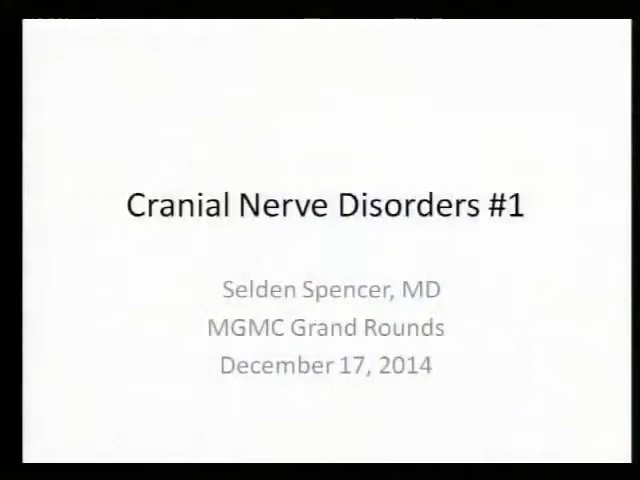 Cranial Nerve Disorders #1
Selden Spencer, MD
MGMC Grand Rounds
December 17, 2014